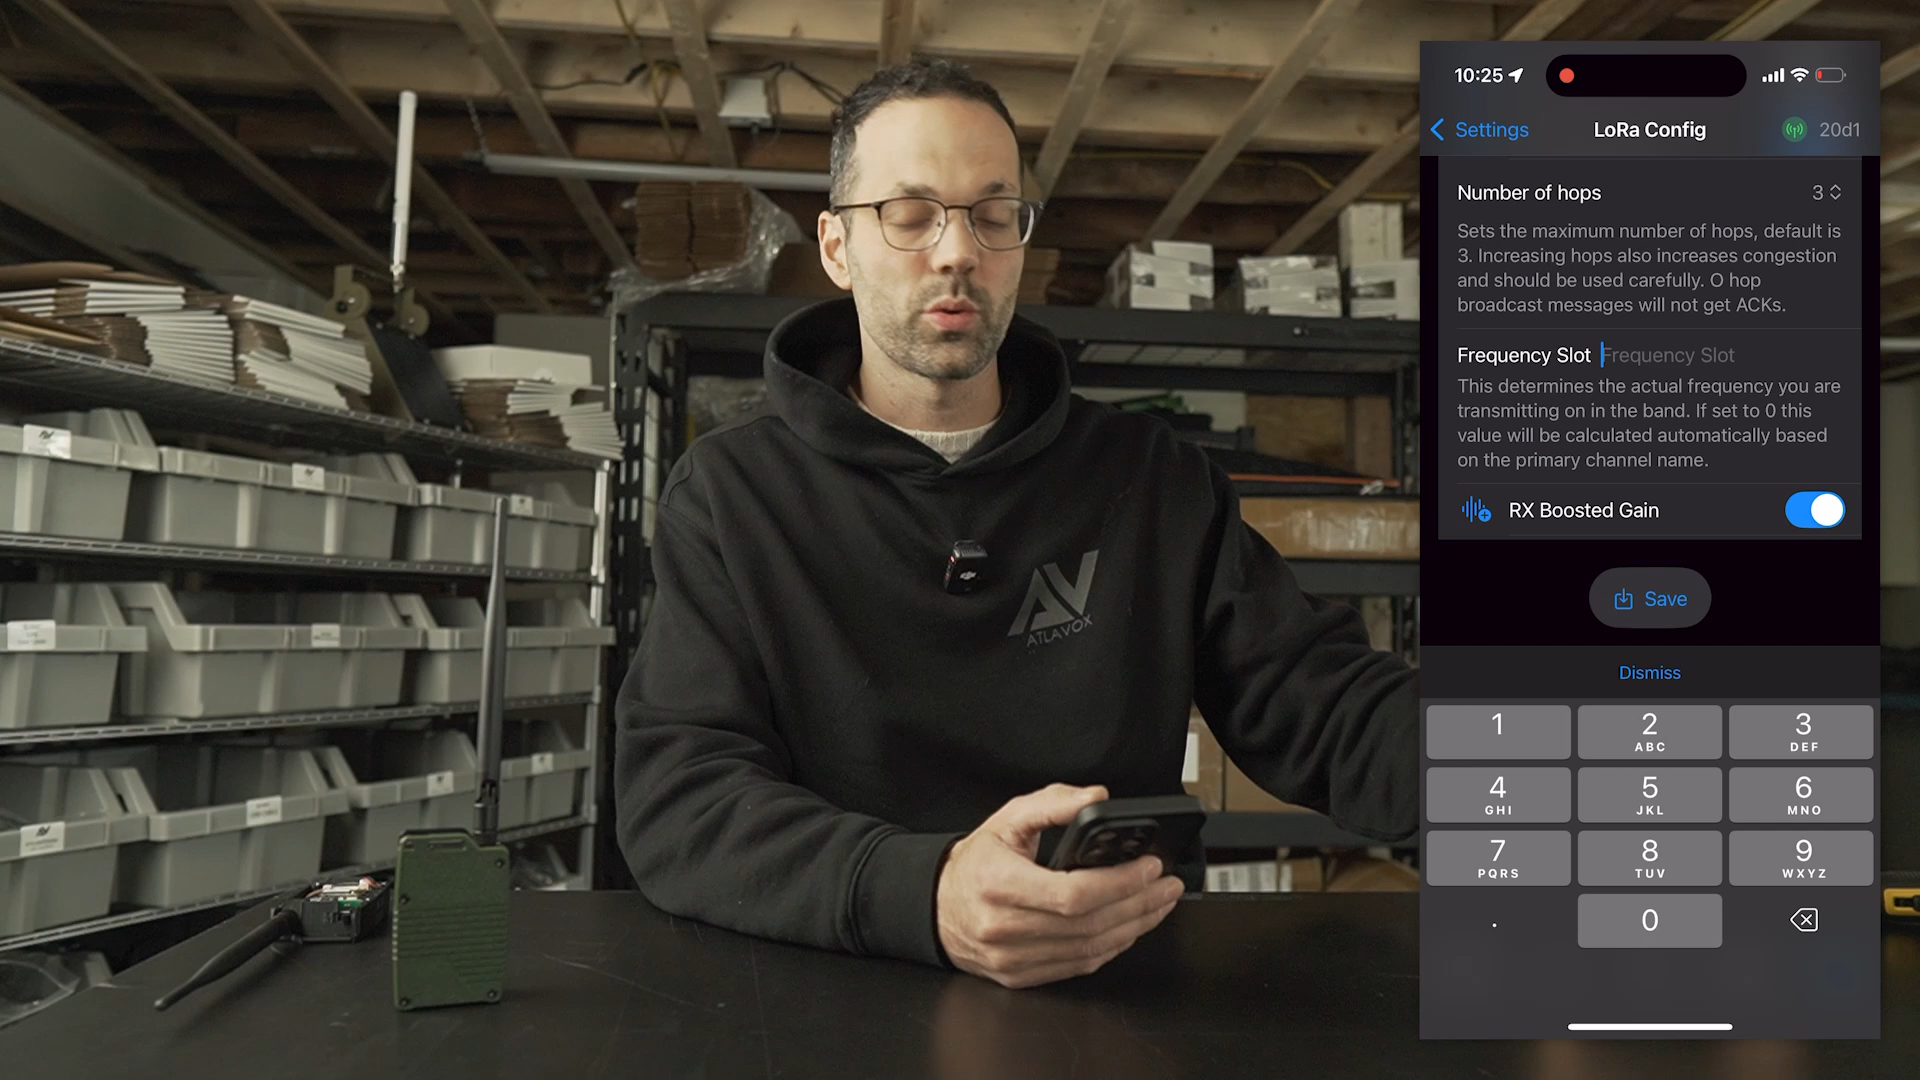 AV
ATLAVOX
10:25
Settings
LoRa Config
20d1
Number of hops
3
Sets the maximum number of hops, default is
3. Increasing hops also increases congestion
and should be used carefully. O hop
broadcast messages will not get ACKs.
Frequency Slot
Frequency Slot
This determines the actual frequency you are
transmitting on in the band. If set to 0 this
value will be calculated automatically based
on the primary channel name.
RX Boosted Gain
Save
Dismiss
1
2
ABC
3
DEF
4
GHI
5
JKL
6
MNO
7
PQRS
8
TUV
9
WXYZ
.
0